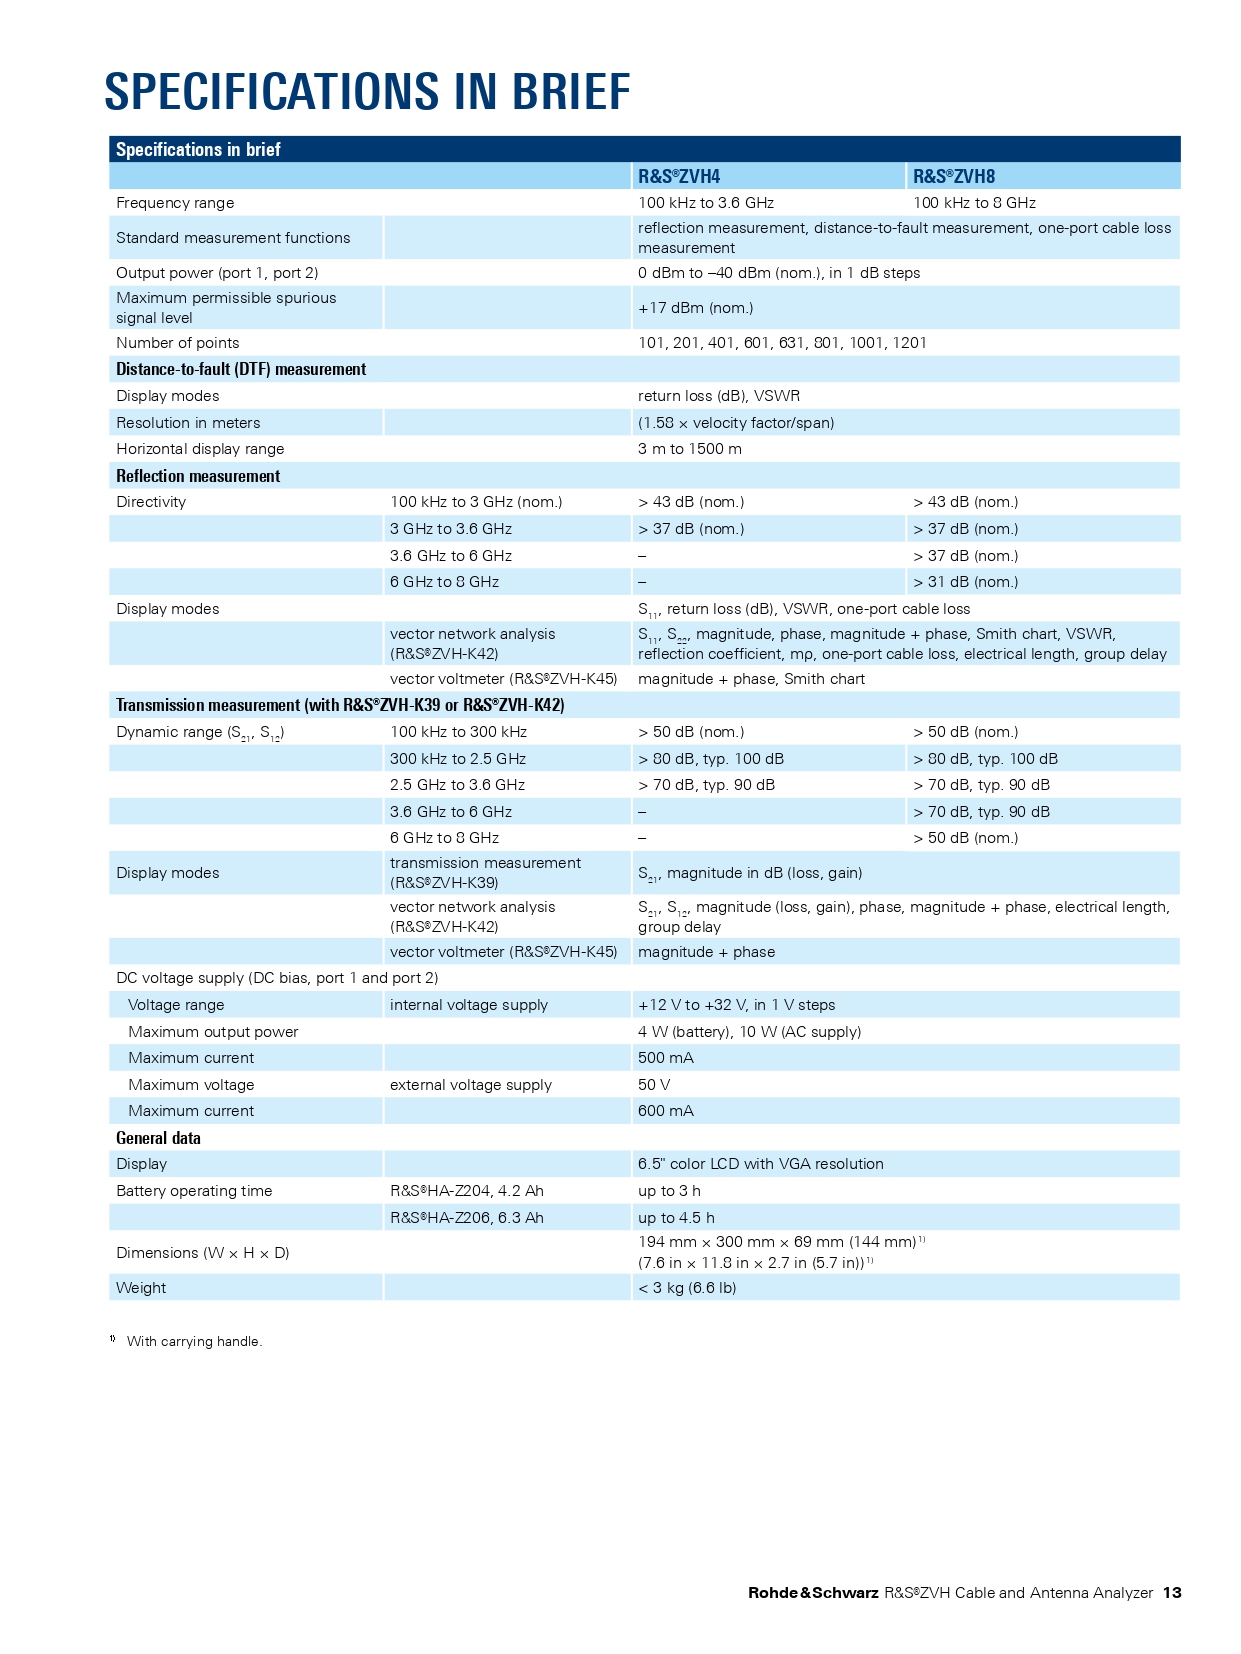 SPECIFICATIONS IN BRIEF
Specifications in brief
R&S®ZVH4 R&S®ZVH8
Frequency range 100 kHz to 3.6 GHz 100 kHz to 8 GHz
Standard measurement functions reflection measurement, distance-to-fault measurement, one-port cable loss
measurement
Output power (port 1, port 2) 0 dBm to –40 dBm (nom.), in 1 dB steps
Maximum permissible spurious
signal level +17 dBm (nom.)
Number of points 101, 201, 401, 601, 631, 801, 1001, 1201
Distance-to-fault (DTF) measurement
Display modes return loss (dB), VSWR
Resolution in meters (1.58 × velocity factor/span)
Horizontal display range 3 m to 1500 m
Reflection measurement
Directivity 100 kHz to 3 GHz (nom.) > 43 dB (nom.) > 43 dB (nom.)
3 GHz to 3.6 GHz > 37 dB (nom.) > 37 dB (nom.)
3.6 GHz to 6 GHz – > 37 dB (nom.)
6 GHz to 8 GHz – > 31 dB (nom.)
Display modes S11, return loss (dB), VSWR, one-port cable loss
vector network analysis S11, S22, magnitude, phase, magnitude + phase, Smith chart, VSWR,
(R&S®ZVH-K42) reflection coefficient, mρ, one-port cable loss, electrical length, group delay
vector voltmeter (R&S®ZVH-K45) magnitude + phase, Smith chart
Transmission measurement (with R&S®ZVH-K39 or R&S®ZVH-K42)
Dynamic range (S21, S12) 100 kHz to 300 kHz > 50 dB (nom.) > 50 dB (nom.)
300 kHz to 2.5 GHz > 80 dB, typ. 100 dB > 80 dB, typ. 100 dB
2.5 GHz to 3.6 GHz > 70 dB, typ. 90 dB > 70 dB, typ. 90 dB
3.6 GHz to 6 GHz – > 70 dB, typ. 90 dB
6 GHz to 8 GHz – > 50 dB (nom.)
Display modes transmission measurement
(R&S®ZVH-K39) S21, magnitude in dB (loss, gain)
vector network analysis S21, S12, magnitude (loss, gain), phase, magnitude + phase, electrical length,
(R&S®ZVH-K42) group delay
vector voltmeter (R&S®ZVH-K45) magnitude + phase
DC voltage supply (DC bias, port 1 and port 2)
Voltage range internal voltage supply +12 V to +32 V, in 1 V steps
Maximum output power 4 W (battery), 10 W (AC supply)
Maximum current 500 mA
Maximum voltage external voltage supply 50 V
Maximum current 600 mA
General data
Display 6.5" color LCD with VGA resolution
Battery operating time R&S®HA-Z204, 4.2 Ah up to 3 h
R&S®HA-Z206, 6.3 Ah up to 4.5 h
Dimensions (W × H × D) 194 mm × 300 mm × 69 mm (144 mm) 1)
(7.6 in × 11.8 in × 2.7 in (5.7 in)) 1)
Weight < 3 kg (6.6 lb)
1) With carrying handle.
Rohde & Schwarz R&S®ZVH Cable and Antenna Analyzer 13